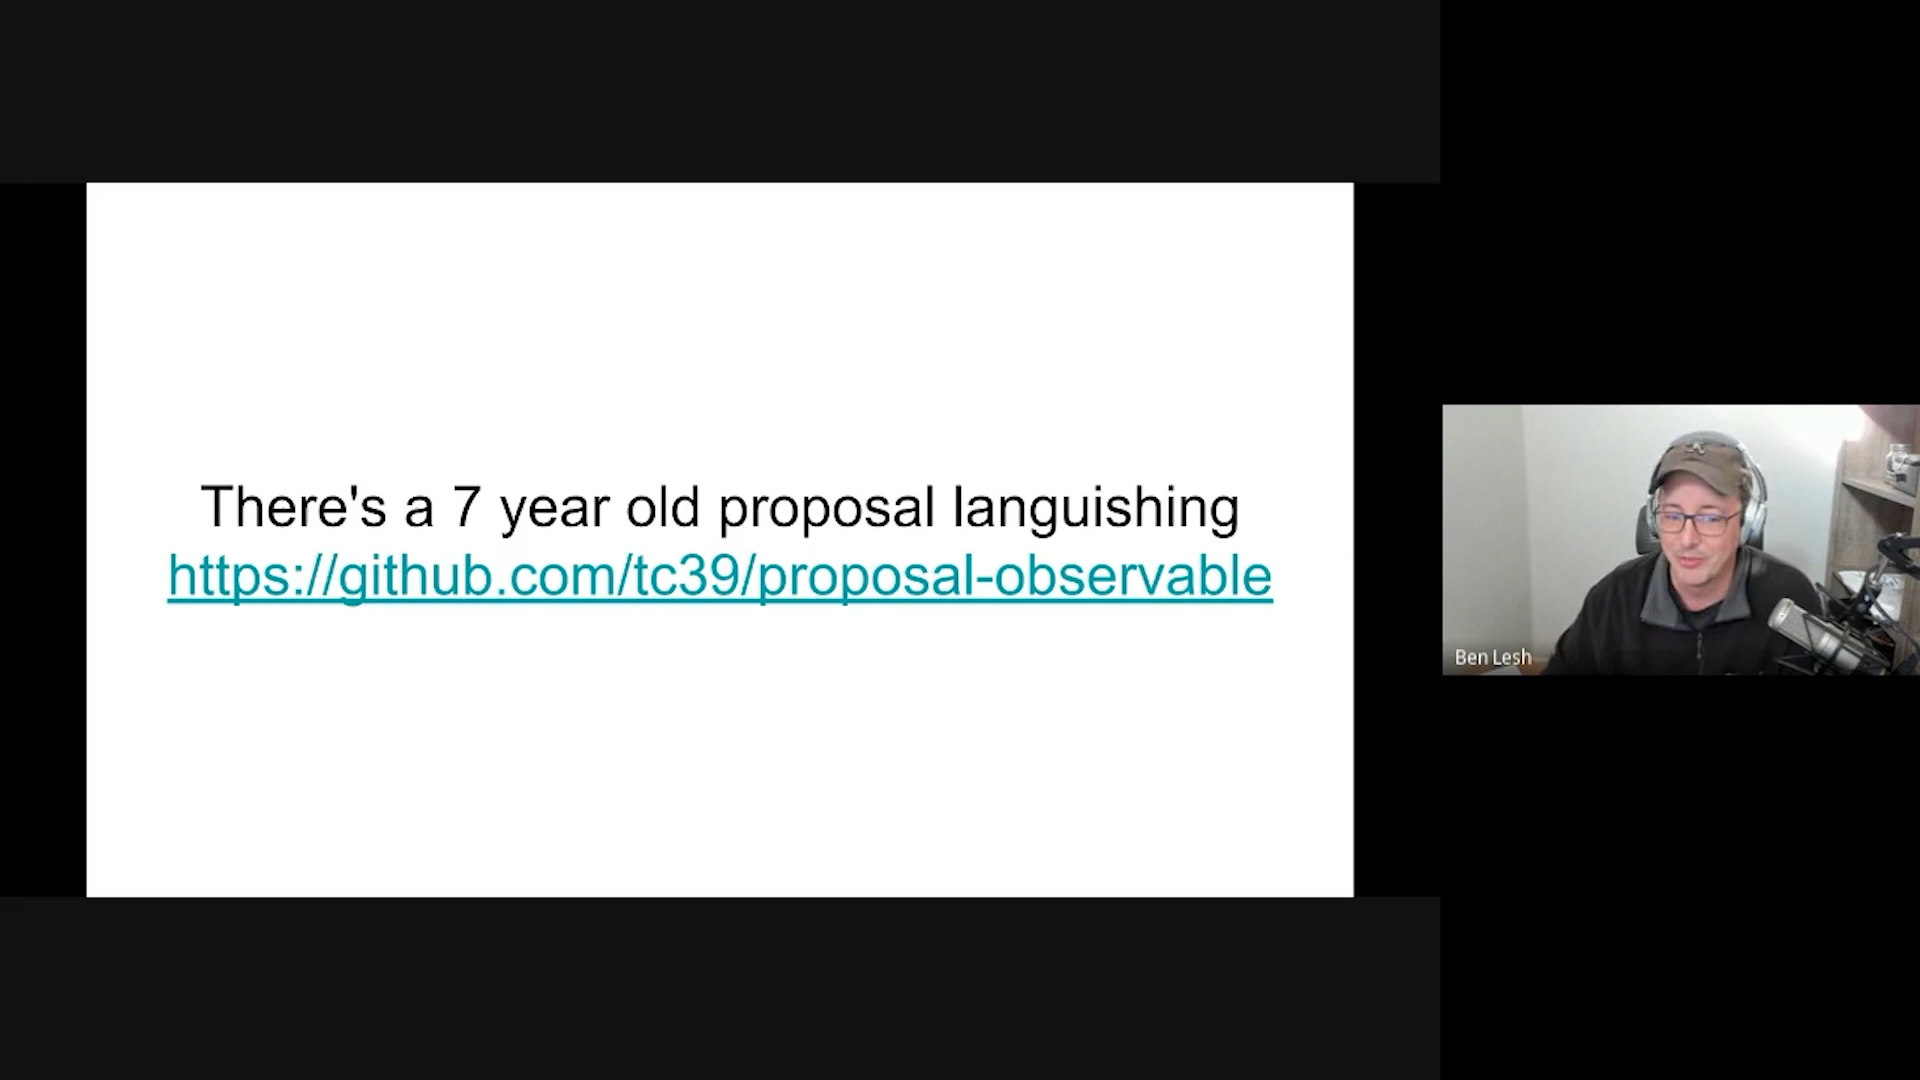 There's a 7 year old proposal languishing
https://github.com/tc39/proposal-observable
Ben Lesh